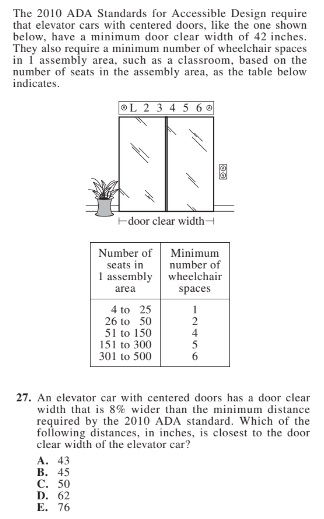 The 2010 ADA Standards for Accessible Design require
that elevator cars with centered doors, like the one shown
below, have a minimum door clear width of 42 inches.
They also require a minimum number of wheelchair spaces
in 1 assembly area, such as a classroom, based on the
number of seats in the assembly area, as the table below
indicates.
L 2 3 4 5 6
door clear width
Number of seats in 1 assembly area
Minimum number of wheelchair spaces
4 to 25 1
26 to 50 2
51 to 150 4
151 to 300 5
301 to 500 6
27. An elevator car with centered doors has a door clear
width that is 8% wider than the minimum distance
required by the 2010 ADA standard. Which of the
following distances, in inches, is closest to the door
clear width of the elevator car?
A. 43
B. 45
C. 50
D. 62
E. 76